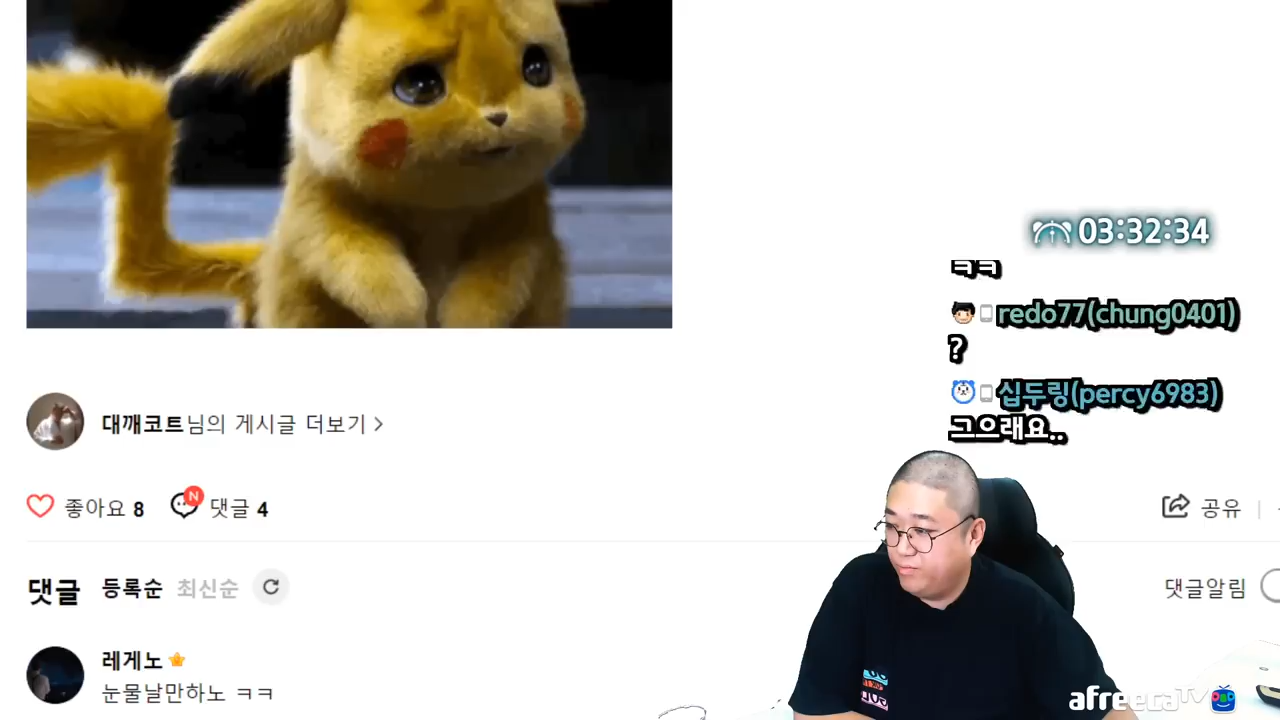 03:32:34
ㅋㅋ
redo77(chung0401)
?
십두링(percy6983)
그으래요..
대깨코트님의 게시글 더보기 >
좋아요 8 N 댓글 4
공유
댓글 등록순 최신순
댓글알림
레게노
눈물날만하노 ㅋㅋ
afreecaTV